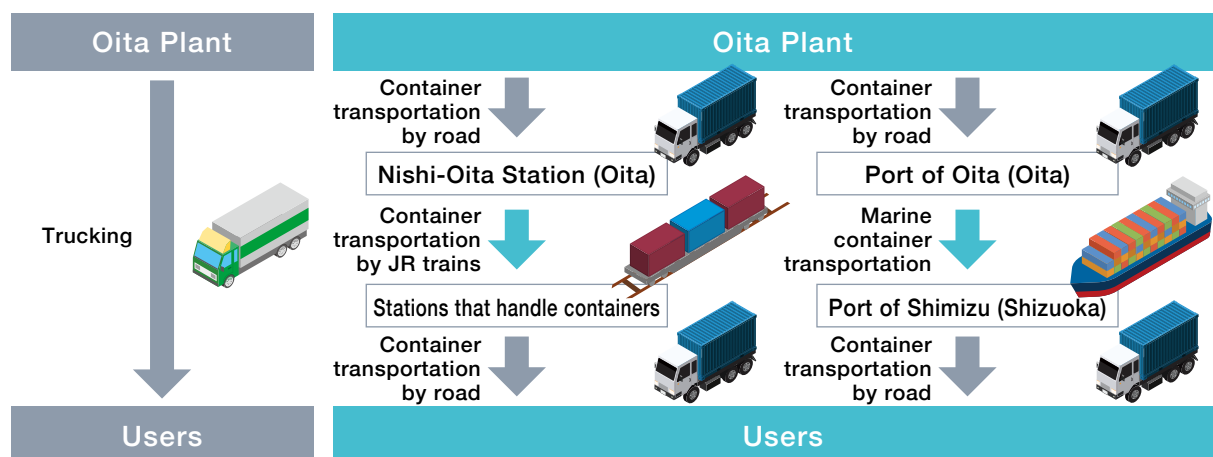 Oita Plant
Trucking
Users
Oita Plant
Container
transportation
by road
Nishi-Oita Station (Oita)
Container
transportation
by JR trains
Stations that handle containers
Container
transportation
by road
Container
transportation
by road
Port of Oita (Oita)
Marine
container
transportation
Port of Shimizu (Shizuoka)
Container
transportation
by road
Users